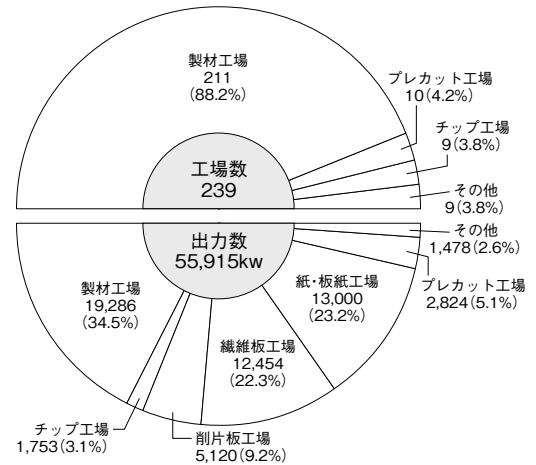 製材工場
211
(88.2%)
プレカット工場
10(4.2%)
チップ工場
9(3.8%)
その他
9(3.8%)
工場数
239
出力数
55,915kw
その他
1,478(2.6%)
プレカット工場
2,824(5.1%)
紙・板紙工場
13,000
(23.2%)
繊維板工場
12,454
(22.3%)
削片板工場
5,120(9.2%)
チップ工場
1,753(3.1%)
製材工場
19,286
(34.5%)